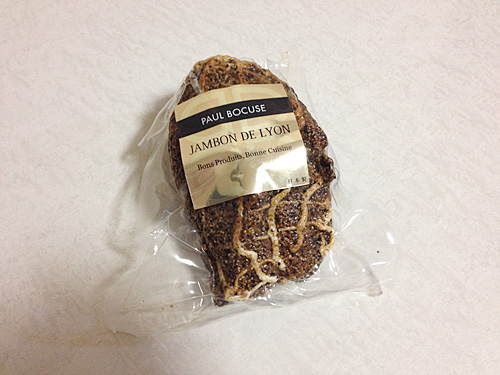 PAUL BOCUSE
JAMBON DE LYON
Bons Produits, Bonne Cuisine
日本製